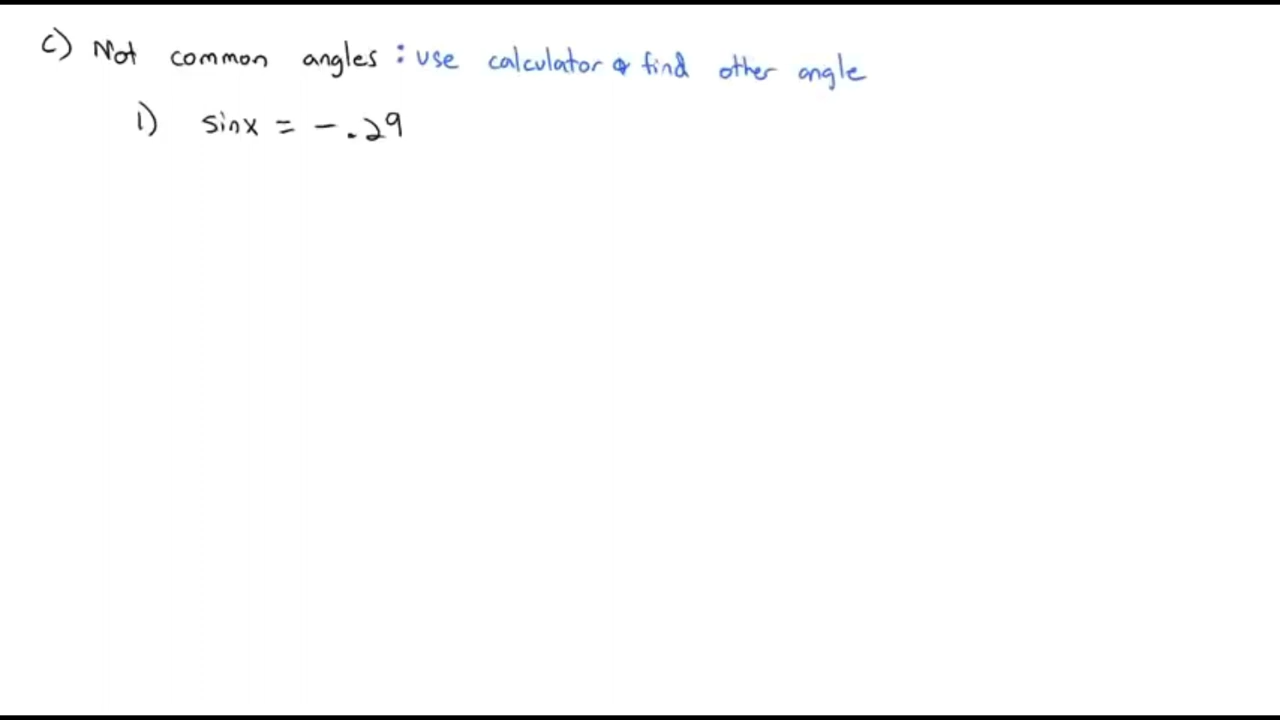 c) Not common angles : use calculator & find other angle
1) sinx = -.29